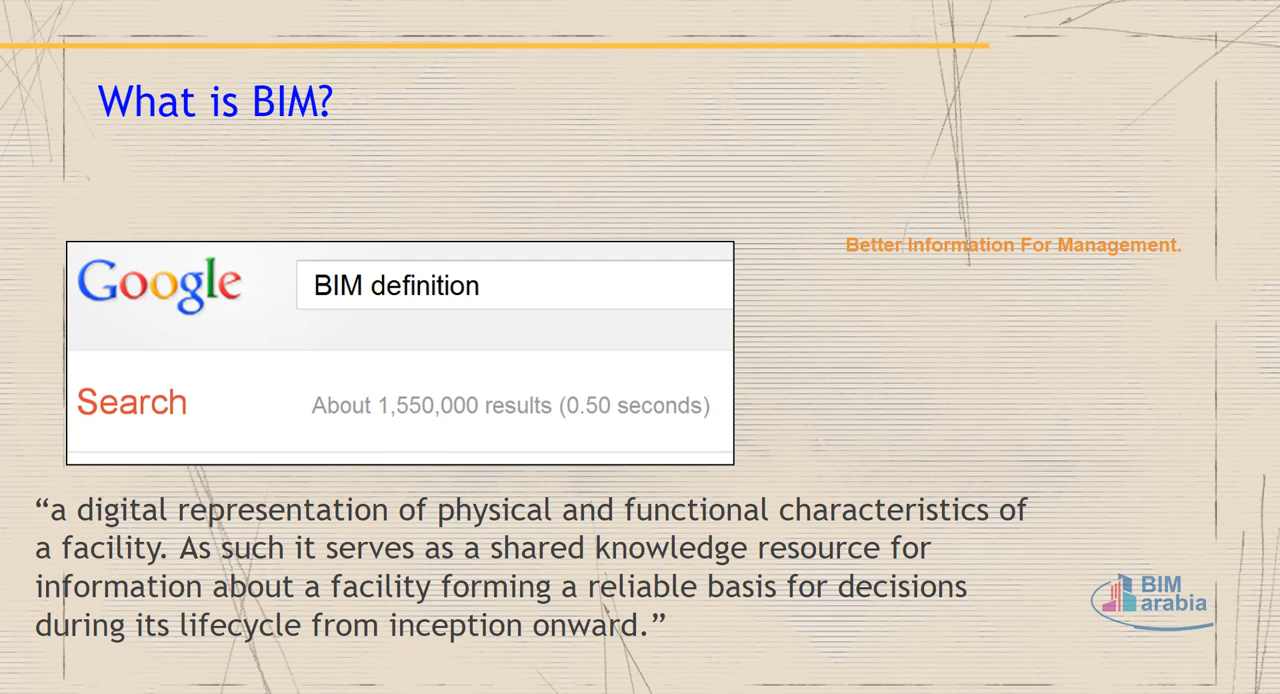 What is BIM?
Better Information For Management.
Google
BIM definition
Search
About 1,550,000 results (0.50 seconds)
“a digital representation of physical and functional characteristics of
a facility. As such it serves as a shared knowledge resource for
information about a facility forming a reliable basis for decisions
during its lifecycle from inception onward.”
BIM
arabia